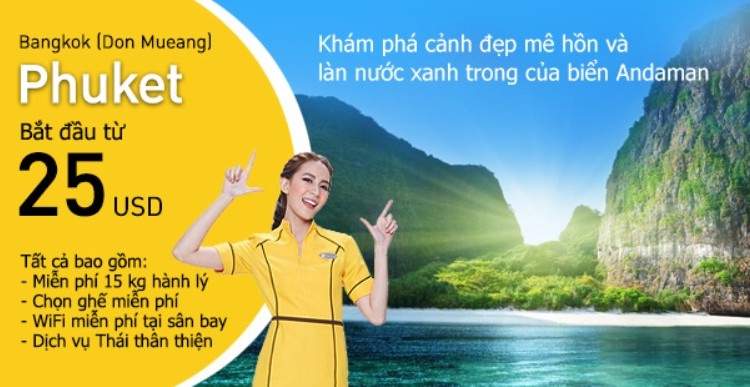 Bangkok (Don Mueang)
Phuket
Bắt đầu từ
25 USD
Tất cả bao gồm:
- Miễn phí 15 kg hành lý
- Chọn ghế miễn phí
- WiFi miễn phí tại sân bay
- Dịch vụ Thái thân thiện
Khám phá cảnh đẹp mê hồn và
làn nước xanh trong của biển Andaman